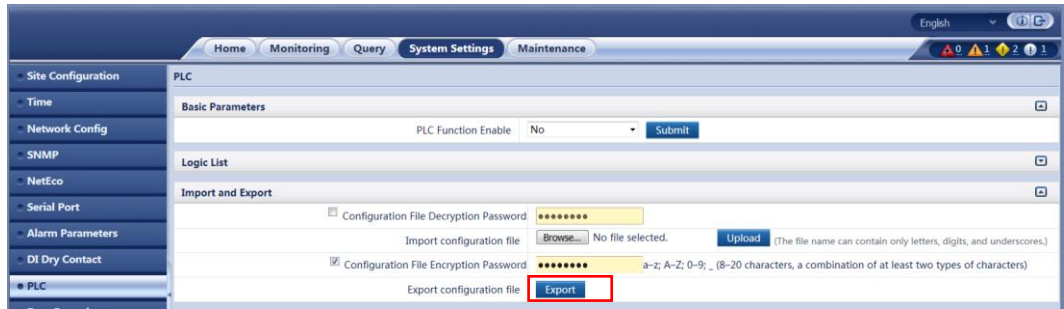 English
Home Monitoring Query System Settings Maintenance
0 1 2 1
Site Configuration
Time
Network Config
SNMP
NetEco
Serial Port
Alarm Parameters
DI Dry Contact
PLC
PLC
Basic Parameters
PLC Function Enable No Submit
Logic List
Import and Export
Configuration File Decryption Password ●●●●●●●●
Import configuration file Browse... No file selected. Upload (The file name can contain only letters, digits, and underscores.)
Configuration File Encryption Password ●●●●●●●● a–z; A–Z; 0–9; _ (8–20 characters, a combination of at least two types of characters)
Export configuration file Export